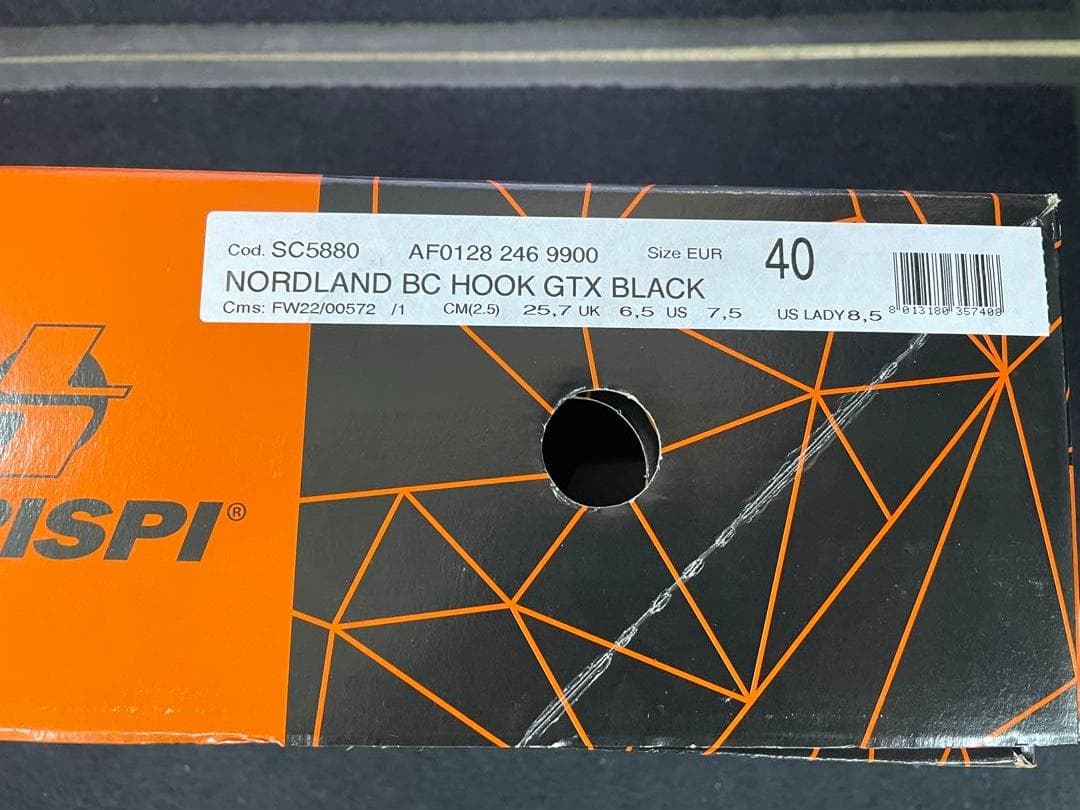 Cod. SC5880 AF0128 246 9900 Size EUR 40
NORDLAND BC HOOK GTX BLACK
Cms: FW22/00572 /1 CM(2.5) 25,7 UK 6,5 US 7,5 US LADY 8,5
8 013180 357408
RISPI®